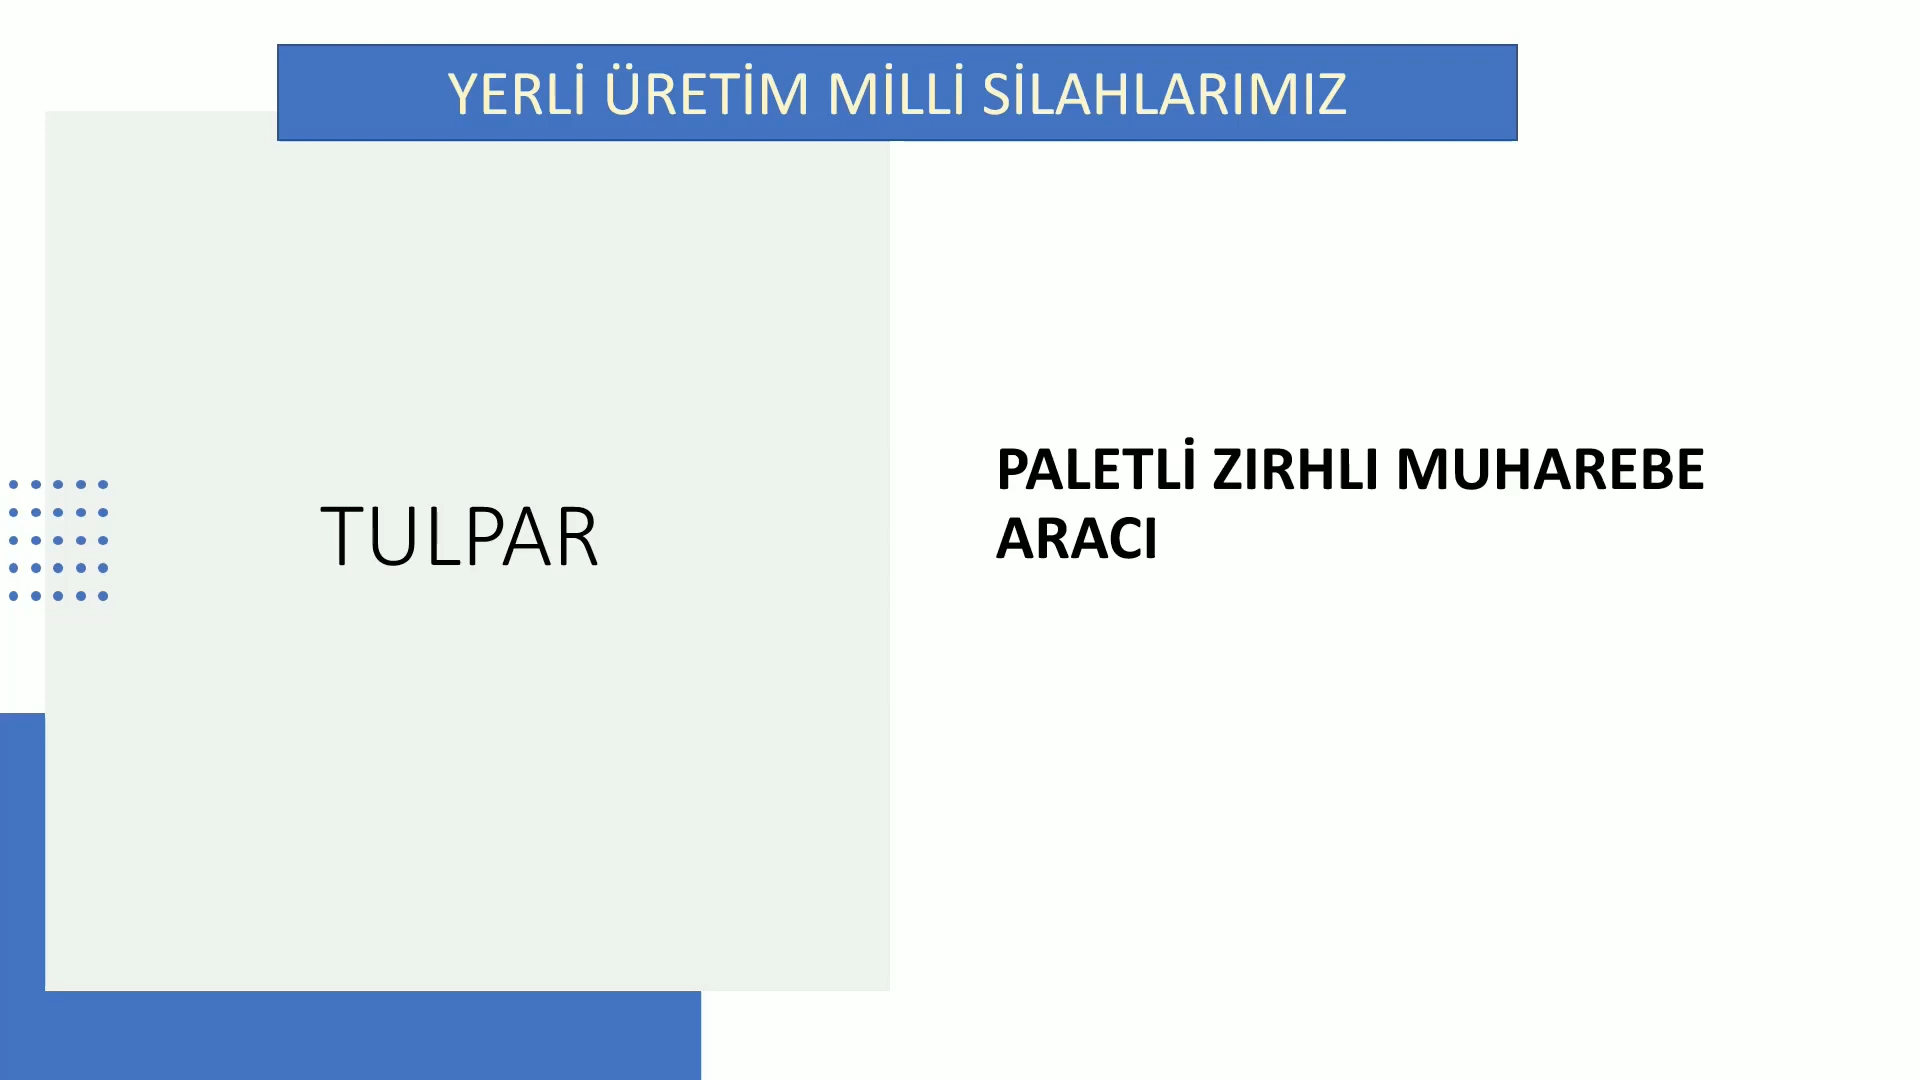 YERLİ ÜRETİM MİLLİ SİLAHLARIMIZ
TULPAR
PALETLİ ZIRHLI MUHAREBE
ARACI